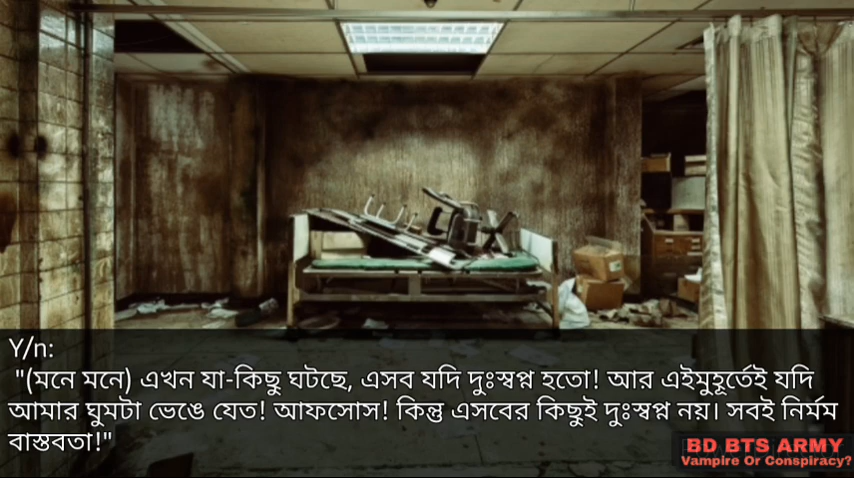 Y/n:
"(মনে মনে) এখন যা-কিছু ঘটছে, এসব যদি দুঃস্বপ্ন হতো! আর এইমুহূর্তেই যদি
আমার ঘুমটা ভেঙে যেত! আফসোস! কিন্তু এসবের কিছুই দুঃস্বপ্ন নয়। সবই নির্মম
বাস্তবতা!"
BD BTS ARMY
Vampire Or Conspiracy?